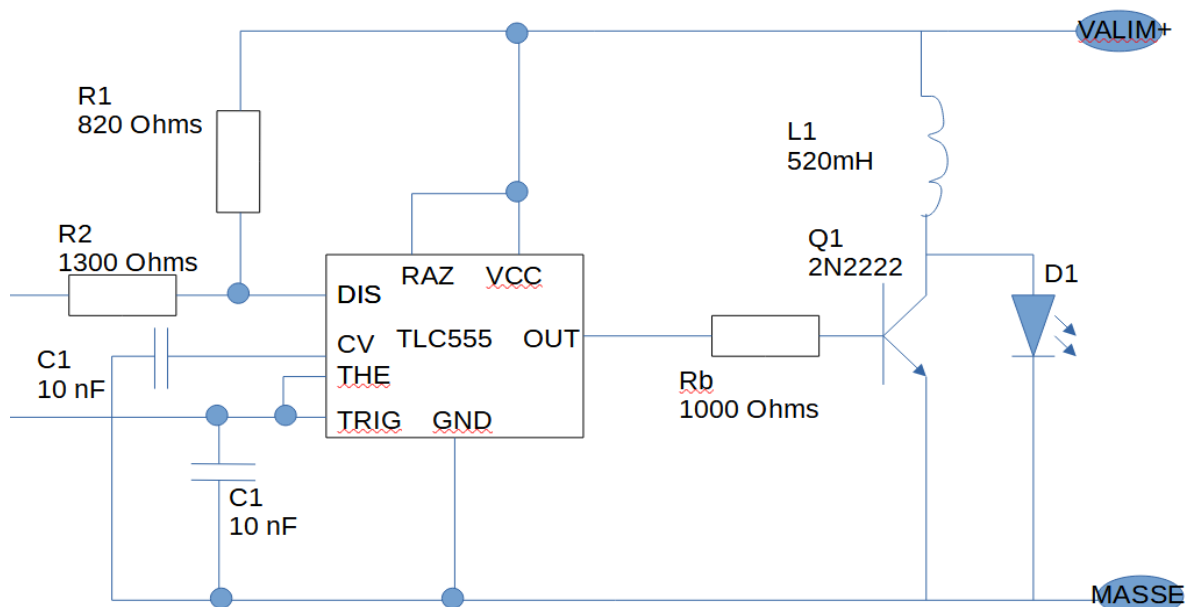 VALIM+
R1
820 Ohms
L1
520mH
R2
1300 Ohms
Q1
2N2222
RAZ VCC
D1
DIS
CV TLC555 OUT
C1
10 nF
THE
Rb
1000 Ohms
TRIG GND
C1
10 nF
MASSE